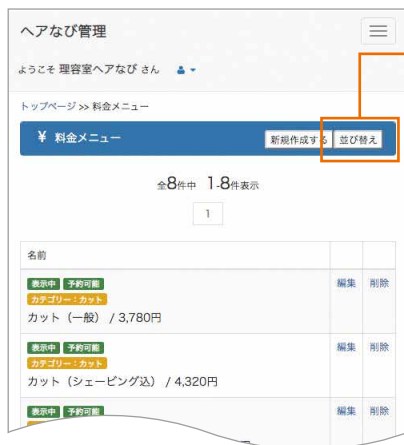 ヘアなび管理
ようこそ 理容室ヘアなび さん
トップページ >> 料金メニュー
¥ 料金メニュー 新規作成する 並び替え
全8件中 1-8件表示
1
名前
表示中 予約可能 編集 削除
カテゴリー：カット
カット（一般） / 3,780円
表示中 予約可能 編集 削除
カテゴリー：カット
カット（シェービング込） / 4,320円
表示中 予約可能 編集 削除